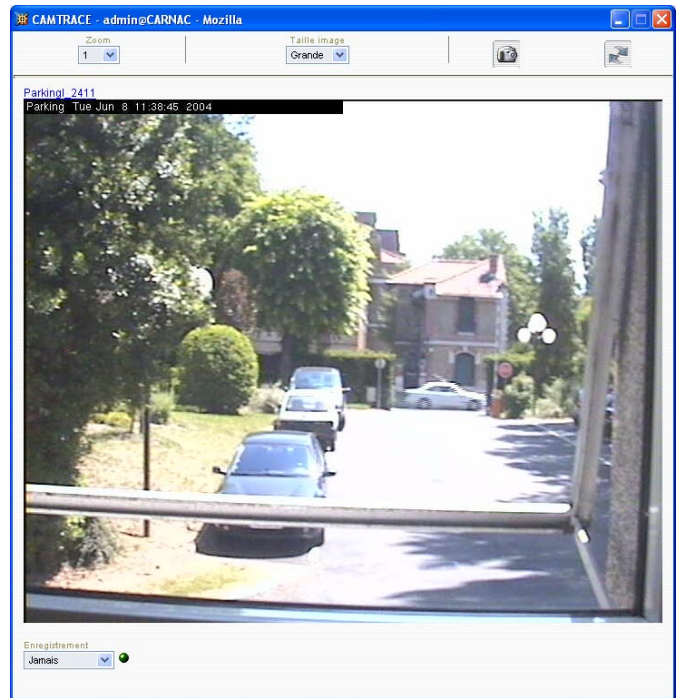 CAMTRACE - admin@CARNAC - Mozilla
Zoom
Taille image
1
Grande
ParkingI_2411
Parking Tue Jun 8 11:38:45 2004
Enregistrement
Jamais